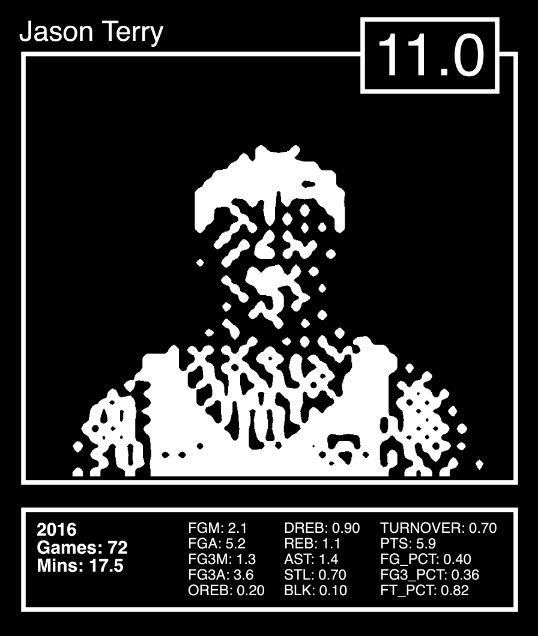 Jason Terry
11.0
2016
Games: 72
Mins: 17.5
FGM: 2.1
FGA: 5.2
FG3M: 1.3
FG3A: 3.6
OREB: 0.20
DREB: 0.90
REB: 1.1
AST: 1.4
STL: 0.70
BLK: 0.10
TURNOVER: 0.70
PTS: 5.9
FG_PCT: 0.40
FG3_PCT: 0.36
FT_PCT: 0.82